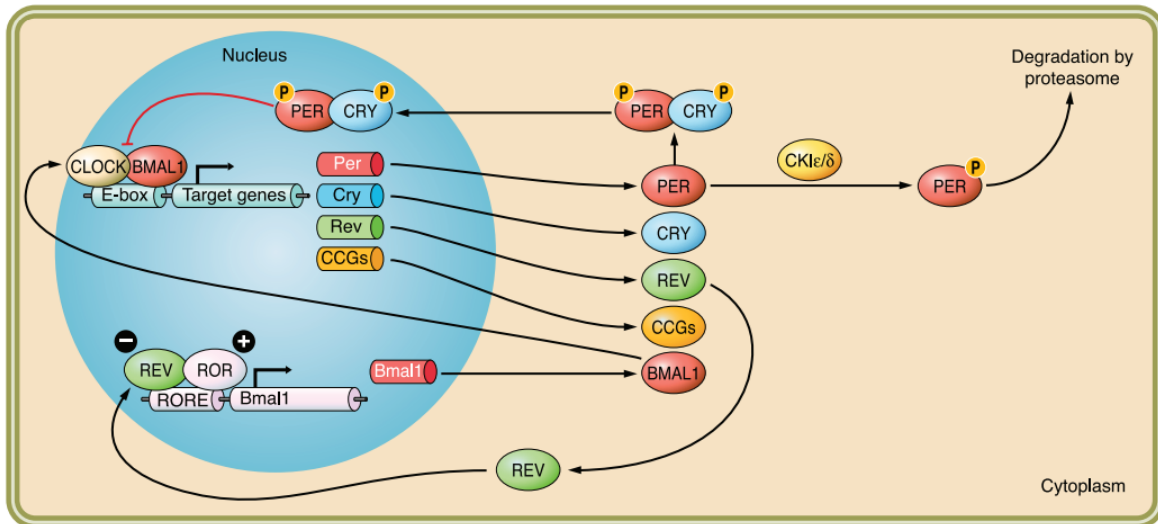 Nucleus
Degradation by
proteasome
P
P
PER
CRY
P
P
PER
CRY
CLOCK
BMAL1
E-box
Target genes
Per
Cry
Rev
CCGs
PER
CKIε/δ
P
PER
CRY
REV
CCGs
BMAL1
−
+
REV
ROR
RORE
Bmal1
Bmal1
REV
Cytoplasm